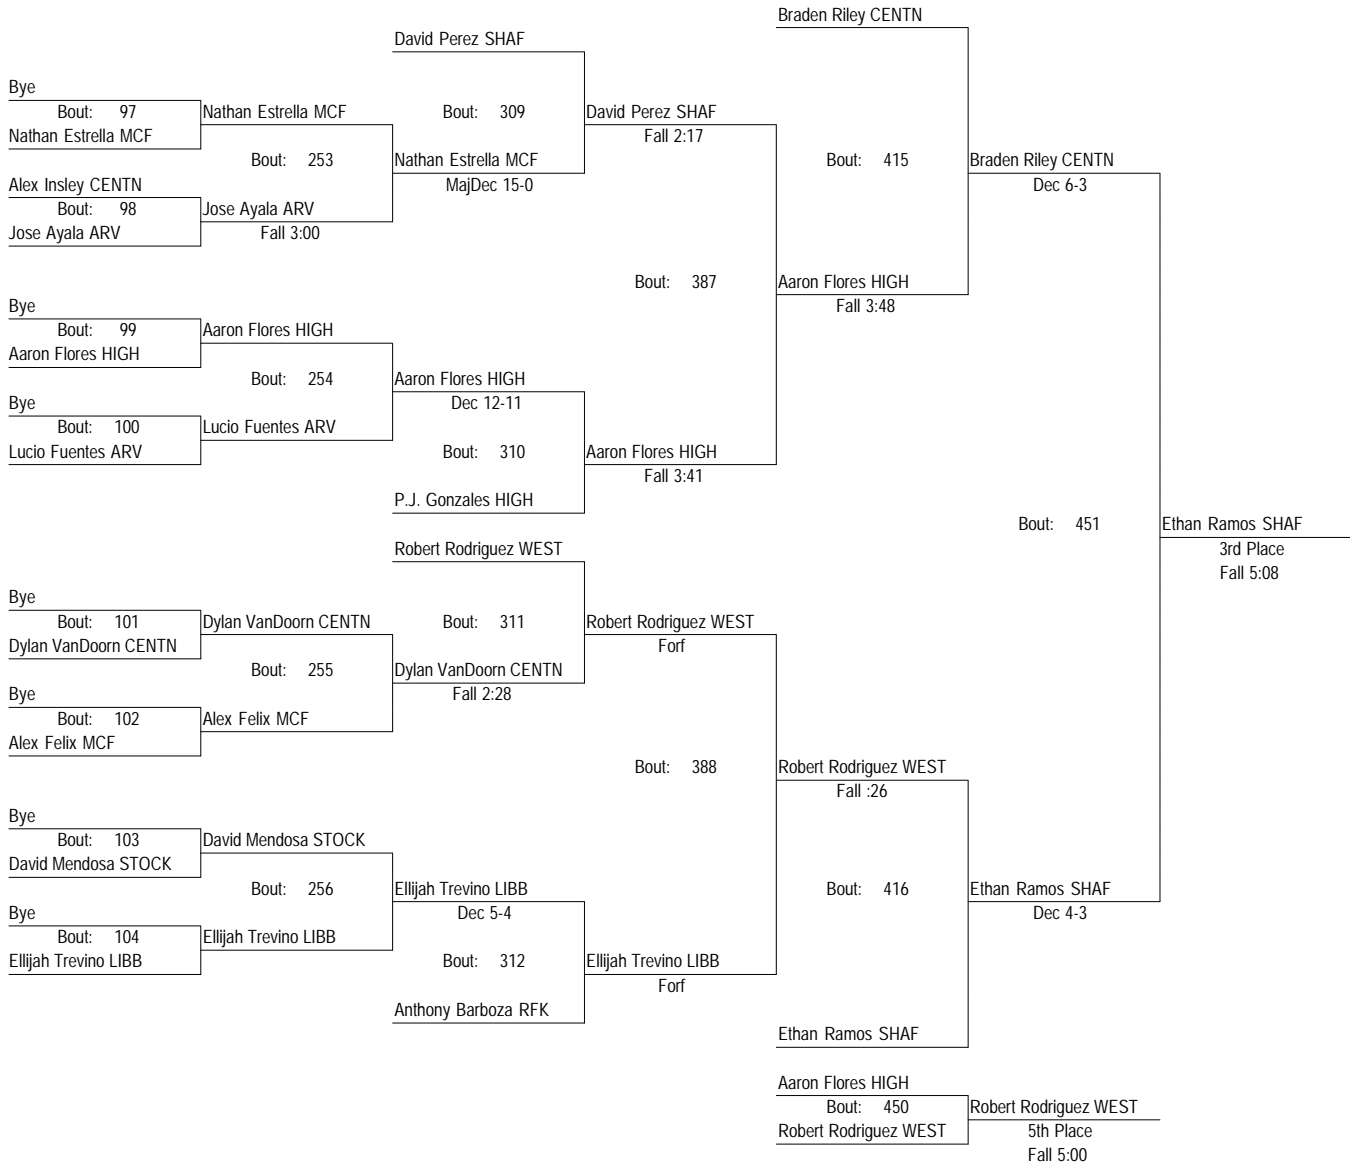 Braden Riley CENTN
David Perez SHAF
Bye
Bout: 97
Nathan Estrella MCF
Nathan Estrella MCF
Bout: 309
David Perez SHAF
Fall 2:17
Bout: 253
Nathan Estrella MCF
MajDec 15-0
Bout: 415
Braden Riley CENTN
Dec 6-3
Alex Insley CENTN
Bout: 98
Jose Ayala ARV
Jose Ayala ARV
Fall 3:00
Bout: 387
Aaron Flores HIGH
Fall 3:48
Bye
Bout: 99
Aaron Flores HIGH
Aaron Flores HIGH
Bout: 254
Aaron Flores HIGH
Dec 12-11
Bye
Bout: 100
Lucio Fuentes ARV
Lucio Fuentes ARV
Bout: 310
Aaron Flores HIGH
Fall 3:41
P.J. Gonzales HIGH
Bout: 451
Ethan Ramos SHAF
3rd Place
Fall 5:08
Robert Rodriguez WEST
Bye
Bout: 101
Dylan VanDoorn CENTN
Dylan VanDoorn CENTN
Bout: 311
Robert Rodriguez WEST
Forf
Bout: 255
Dylan VanDoorn CENTN
Fall 2:28
Bye
Bout: 102
Alex Felix MCF
Alex Felix MCF
Bout: 388
Robert Rodriguez WEST
Fall :26
Bye
Bout: 103
David Mendosa STOCK
David Mendosa STOCK
Bout: 256
Ellijah Trevino LIBB
Dec 5-4
Bout: 416
Ethan Ramos SHAF
Dec 4-3
Bye
Bout: 104
Ellijah Trevino LIBB
Ellijah Trevino LIBB
Bout: 312
Ellijah Trevino LIBB
Forf
Anthony Barboza RFK
Ethan Ramos SHAF
Aaron Flores HIGH
Bout: 450
Robert Rodriguez WEST
Robert Rodriguez WEST
5th Place
Fall 5:00